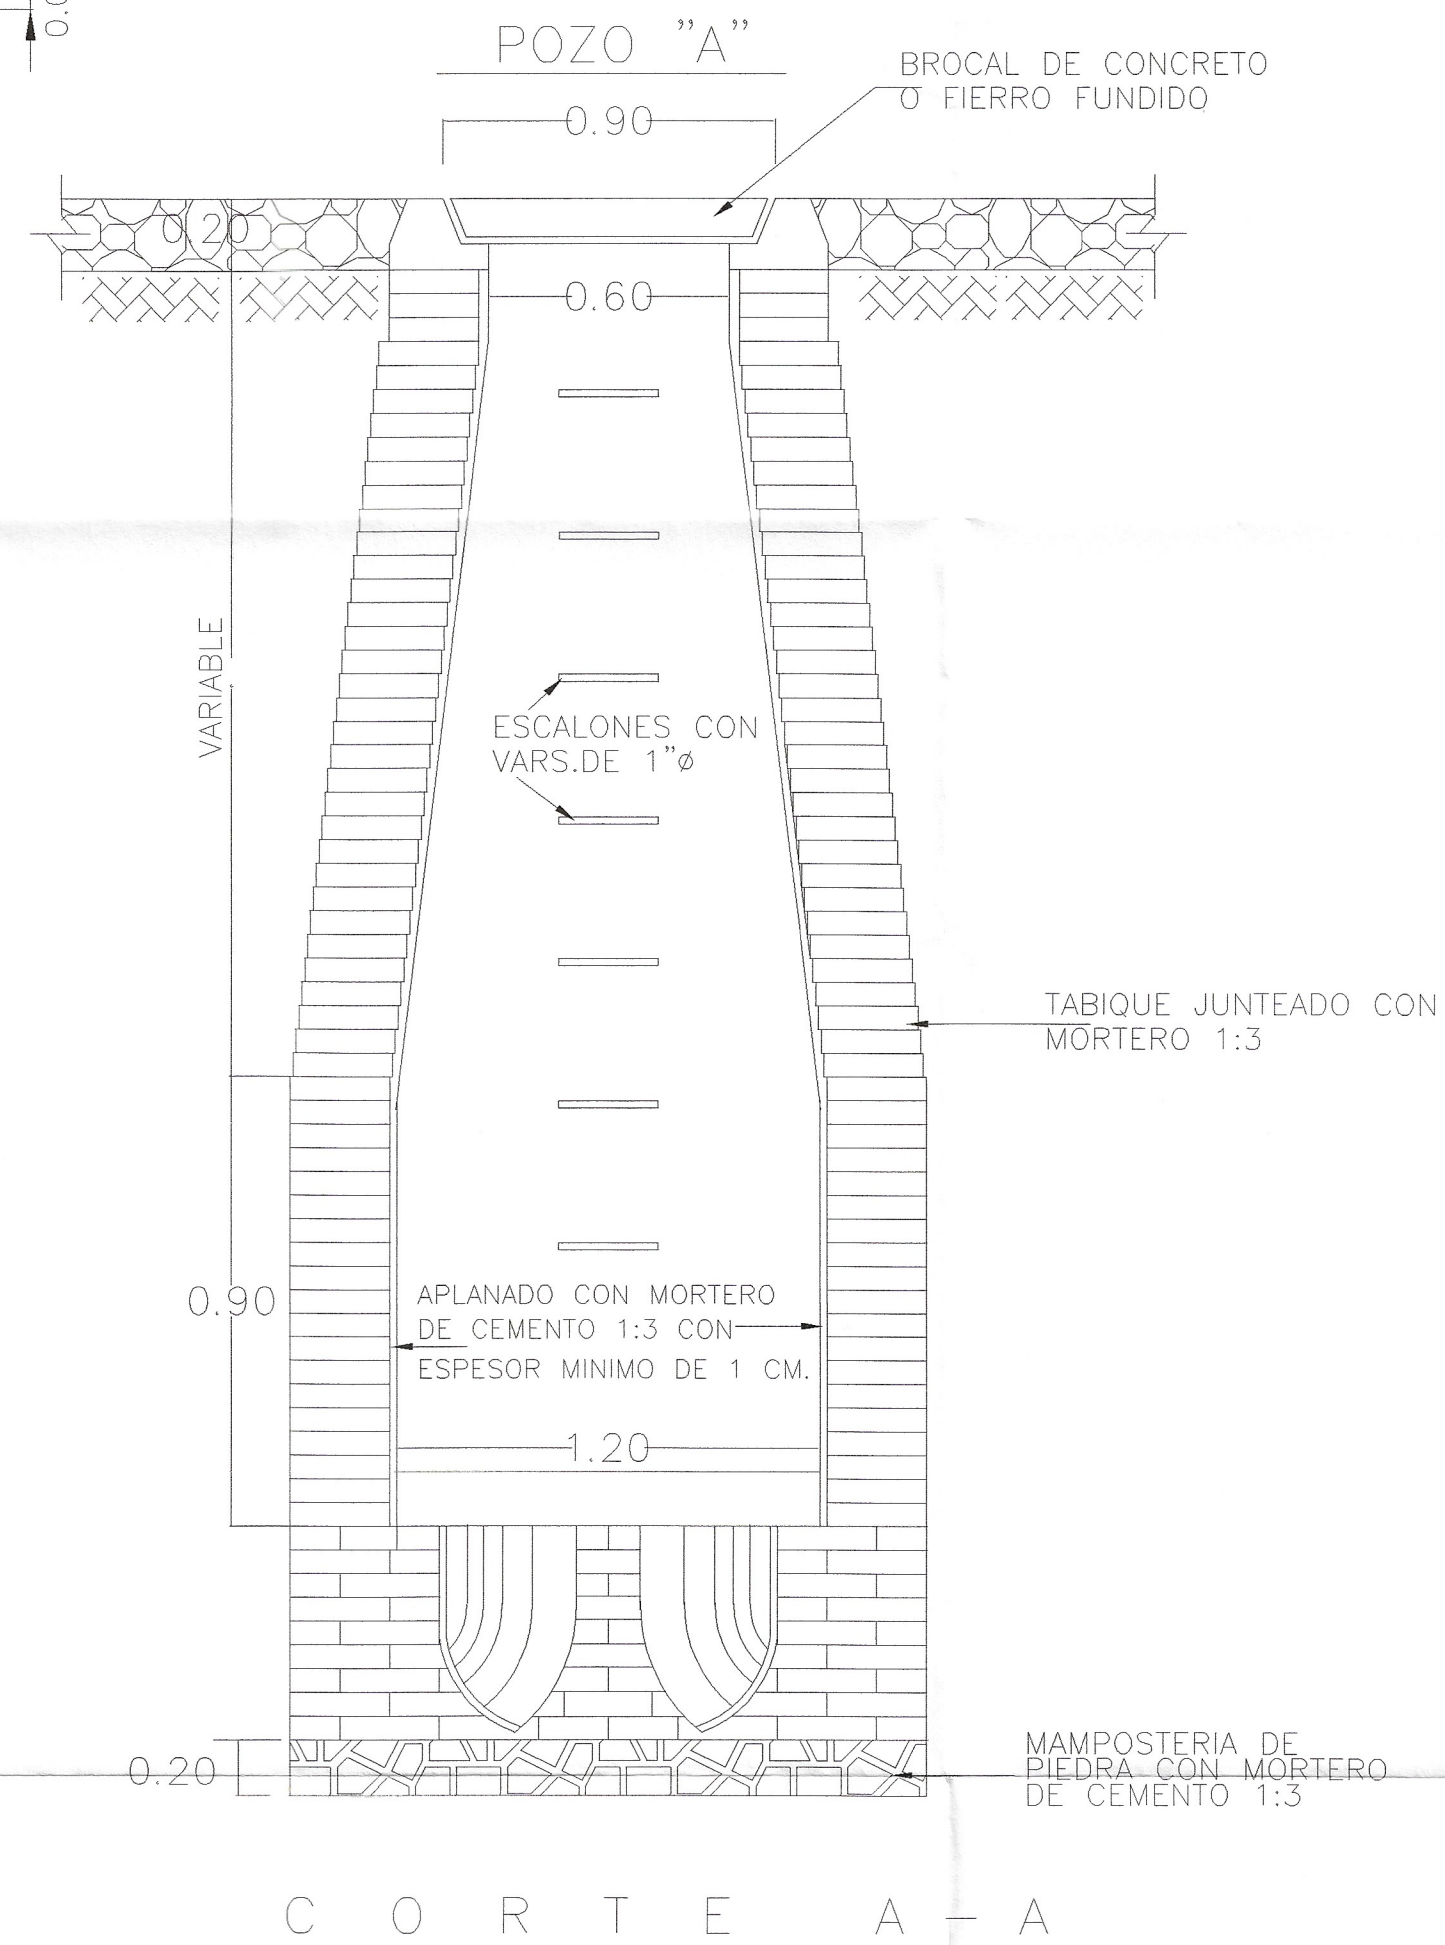 POZO "A"
BROCAL DE CONCRETO
O FIERRO FUNDIDO
0.90
0.20
0.60
VARIABLE
ESCALONES CON
VARS.DE 1"ø
TABIQUE JUNTEADO CON
MORTERO 1:3
0.90
APLANADO CON MORTERO
DE CEMENTO 1:3 CON
ESPESOR MINIMO DE 1 CM.
1.20
0.20
MAMPOSTERIA DE
PIEDRA CON MORTERO
DE CEMENTO 1:3
CORTE A-A